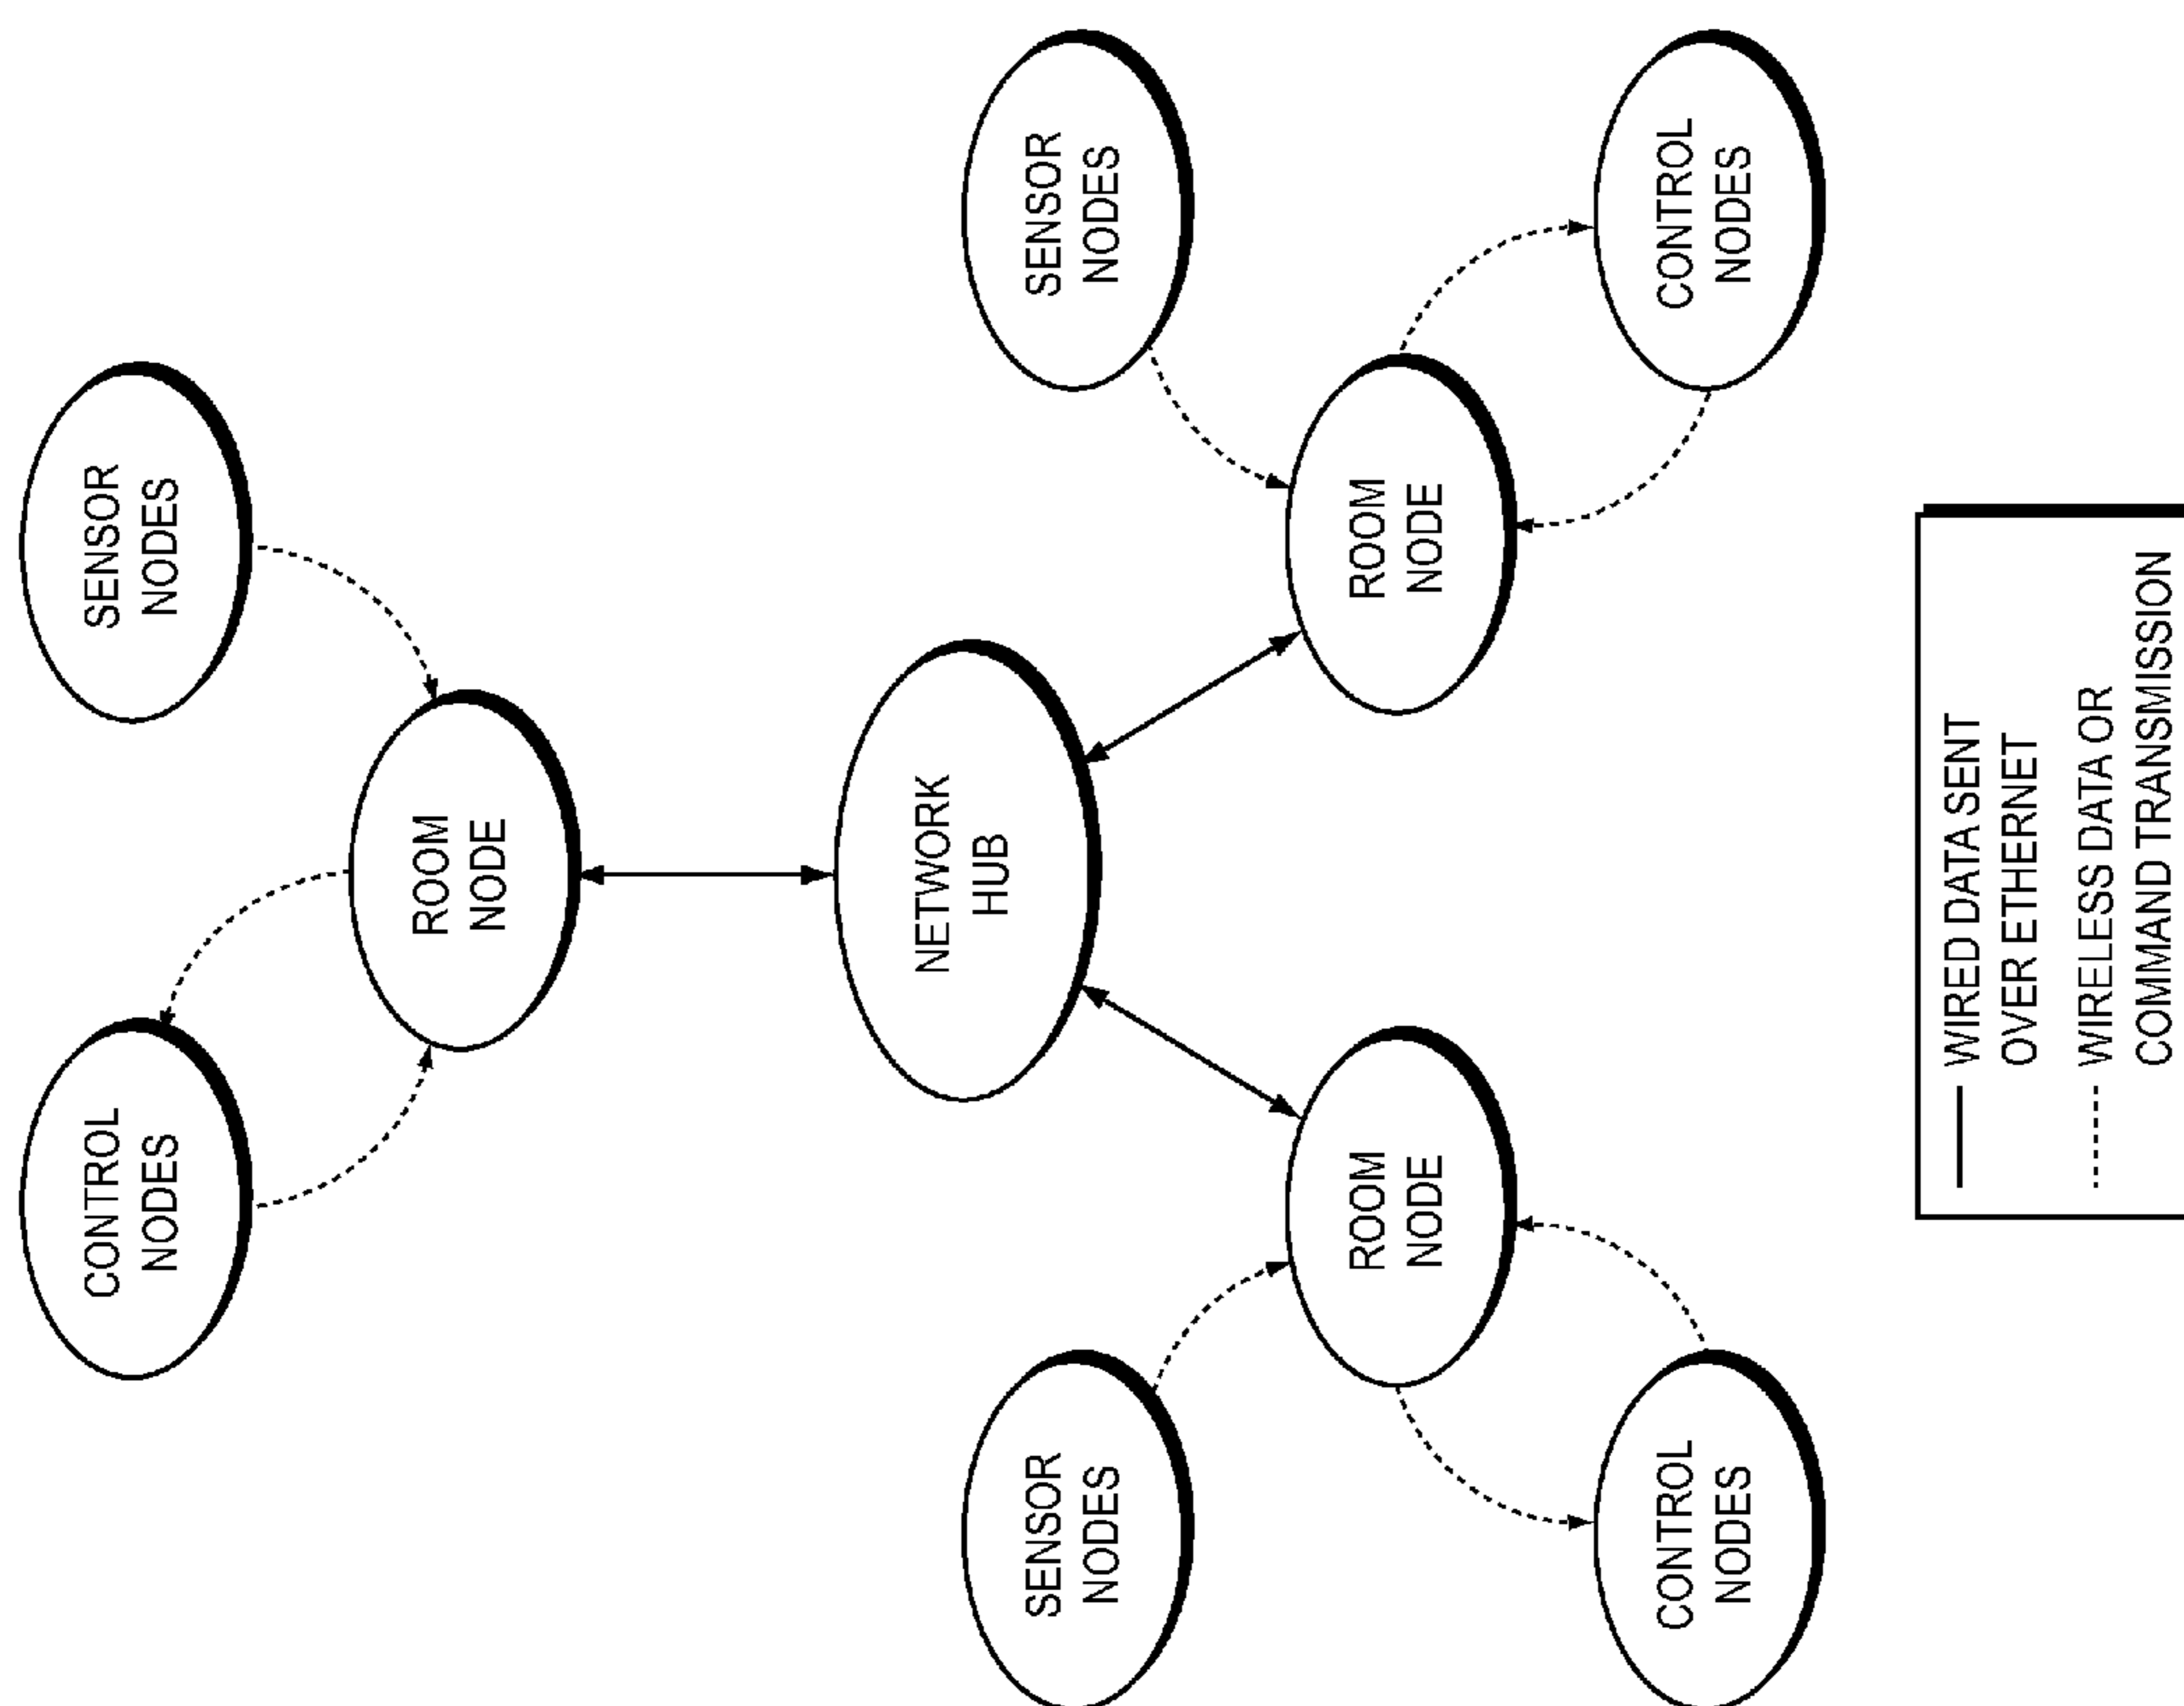 CONTROL
NODES
SENSOR
NODES
ROOM
NODE
NETWORK
HUB
SENSOR
NODES
SENSOR
NODES
ROOM
NODE
ROOM
NODE
CONTROL
NODES
CONTROL
NODES
WIRED DATA SENT
OVER ETHERNET
WIRELESS DATA OR
COMMAND TRANSMISSION